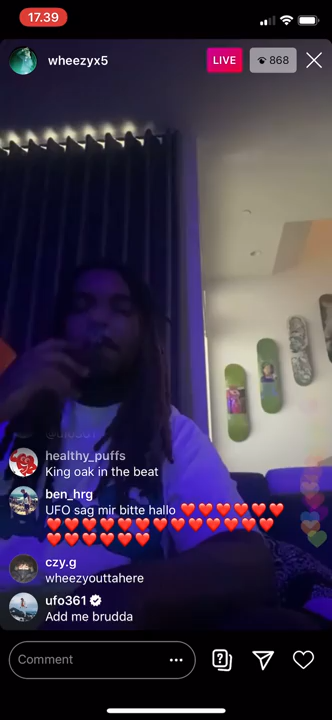 17.39
wheezyx5
LIVE
868
healthy_puffs
King oak in the beat
ben_hrg
UFO sag mir bitte hallo ❤️❤️❤️❤️❤️❤️
❤️❤️❤️❤️❤️❤️❤️❤️❤️❤️❤️❤️❤️
❤️❤️❤️❤️❤️❤️
czy.g
wheezyouttahere
ufo361
Add me brudda
Comment